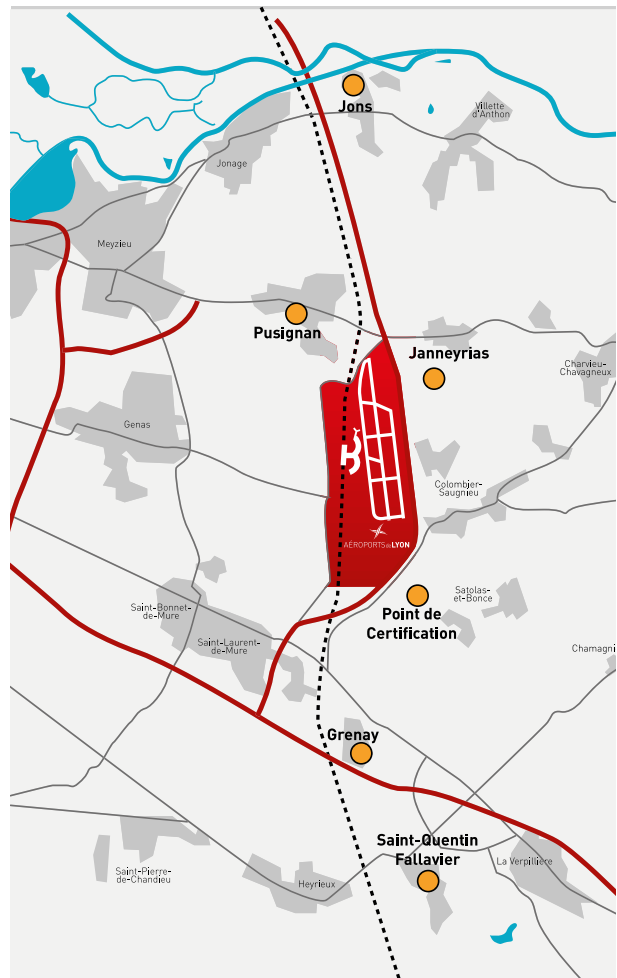 Jons
Villette
d'Anthon
Jonage
Meyzieu
Pusignan
Janneyrias
Charvieu-
Chavagneux
Genas
Colombier-
Saugnieu
AÉROPORTS DE LYON
Satolas-
et-Bonce
Point de
Certification
Saint-Bonnet-
de-Mure
Saint-Laurent-
de-Mure
Chamagni
Grenay
Saint-Quentin
Fallavier
La Verpillière
Saint-Pierre-
de-Chandieu
Heyrieux